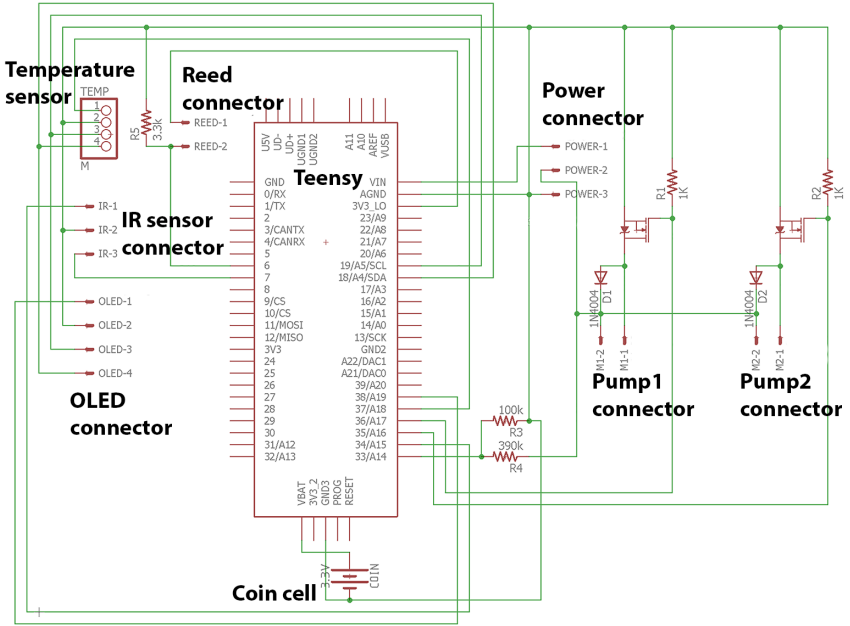 Temperature
sensor
TEMP
1
2
3
4
M
R5
3.3k
Reed
connector
REED-1
REED-2
Power
connector
POWER-1
POWER-2
POWER-3
IR-1
IR-2
IR-3
IR sensor
connector
OLED-1
OLED-2
OLED-3
OLED-4
OLED
connector
U5V
UD-
UD+
UGND1
UGND2
A11
A10
AREF
VUSB
Teensy
GND
0/RX
1/TX
2
3/CANTX
4/CANRX
5
6
7
8
9/CS
10/CS
11/MOSI
12/MISO
3V3
24
25
26
27
28
29
30
31/A12
32/A13
VIN
AGND
3V3_LO
23/A9
22/A8
21/A7
20/A6
19/A5/SCL
18/A4/SDA
17/A3
16/A2
15/A1
14/A0
13/SCK
GND2
A22/DAC1
A21/DAC0
39/A20
38/A19
37/A18
36/A17
35/A16
34/A15
33/A14
VBAT
3V3_2
GND3
PROG
RESET
Coin cell
3.3V
COIN
100k
R3
390k
R4
R1
1K
R2
1K
1N4004
D1
1N4004
D2
M1-2
M1-1
M2-2
M2-1
Pump1
connector
Pump2
connector